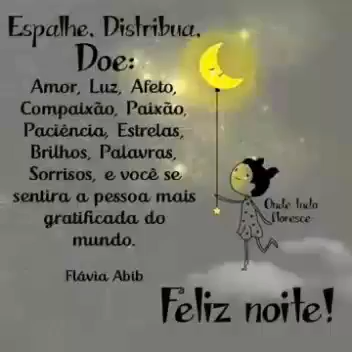 Espalhe, Distribua,
Doe:
Amor, Luz, Afeto,
Compaixão, Paixão,
Paciência, Estrelas,
Brilhos, Palavras,
Sorrisos, e você se
sentira a pessoa mais
gratificada do
mundo.
Flávia Abib
Onde tudo
floresce
Feliz noite!